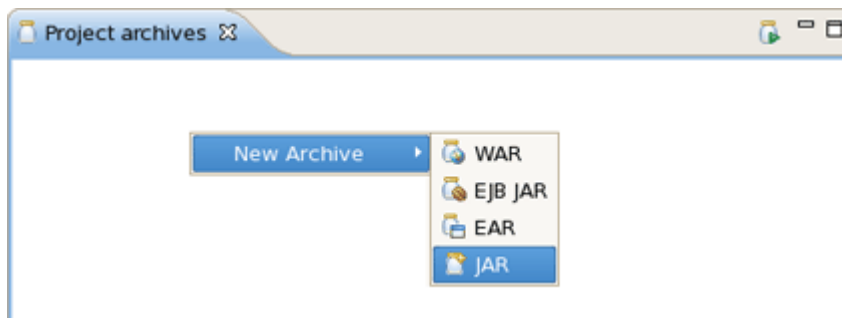 Project archives
New Archive
WAR
EJB JAR
EAR
JAR